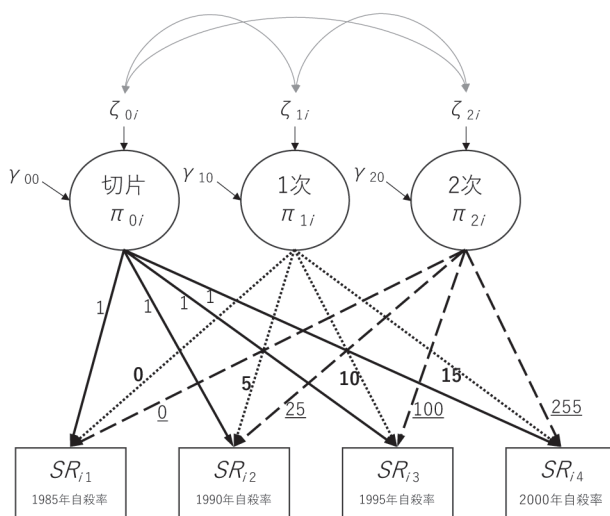 ζ0i ζ1i ζ2i
γ00 切片 π0i
γ10 1次 π1i
γ20 2次 π2i
1 1 1 1
0 5 10 15
0 25 100 255
SRi1 1985年自殺率
SRi2 1990年自殺率
SRi3 1995年自殺率
SRi4 2000年自殺率